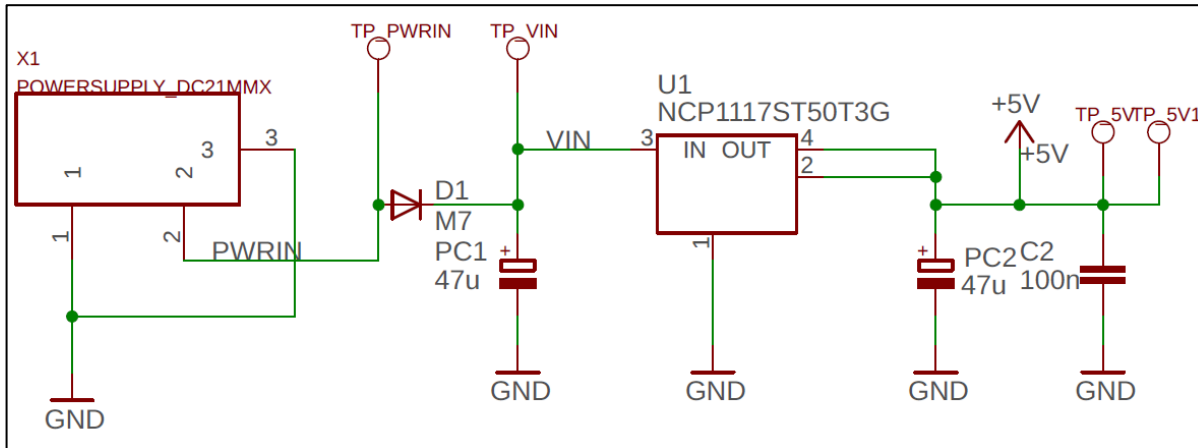 TP_PWRIN
TP_VIN
X1
POWERSUPPLY_DC21MMX
3
3
1
2
1
2
PWRIN
GND
D1
M7
PC1
+
47u
GND
VIN
U1
NCP1117ST50T3G
3
IN OUT
4
2
1
GND
+5V
+5V
TP_5V
TP_5V1
+
PC2
47u
GND
C2
100n
GND